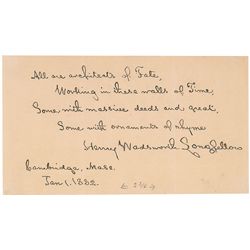 All are architects of Fate,
Working in these walls of Time;
Some with massive deeds and great,
Some with ornaments of rhyme
Henry Wadsworth Longfellow
Cambridge, Mass.
Jan 1. 1882.